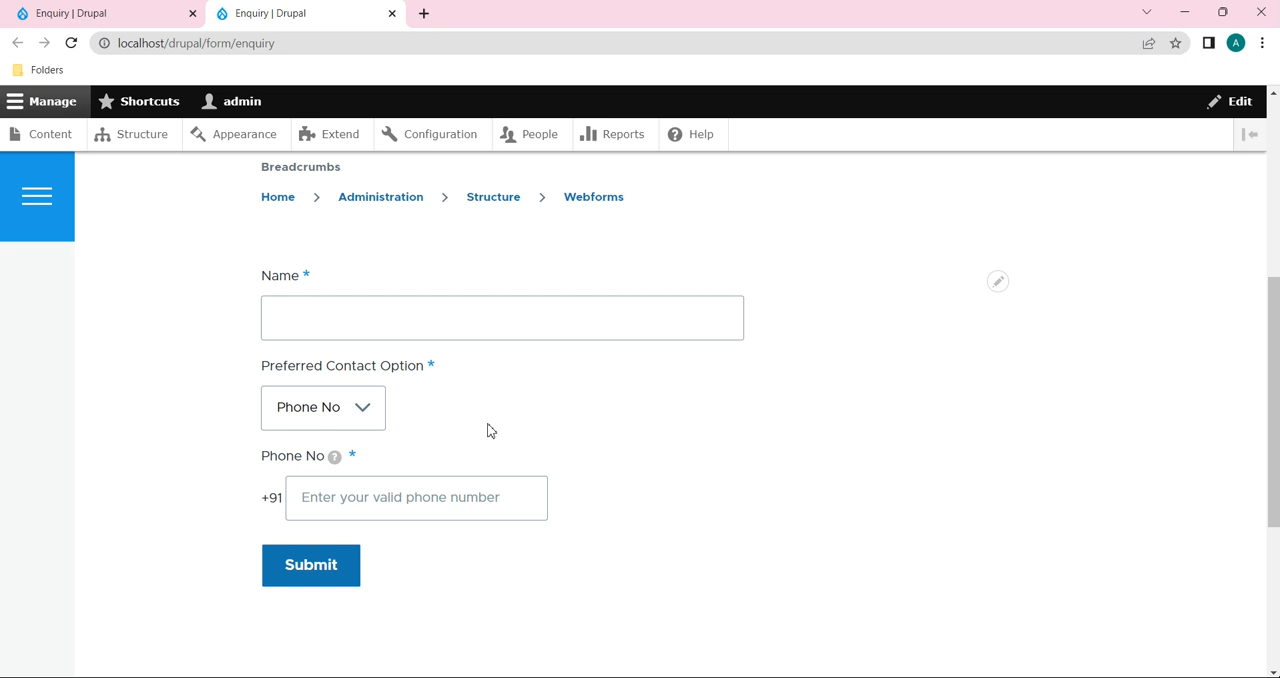 Enquiry | Drupal
Enquiry | Drupal
localhost/drupal/form/enquiry
A
Folders
Manage
Shortcuts
admin
Edit
Content
Structure
Appearance
Extend
Configuration
People
Reports
Help
Breadcrumbs
Home > Administration > Structure > Webforms
Name *
Preferred Contact Option *
Phone No
Phone No ? *
+91 Enter your valid phone number
Submit